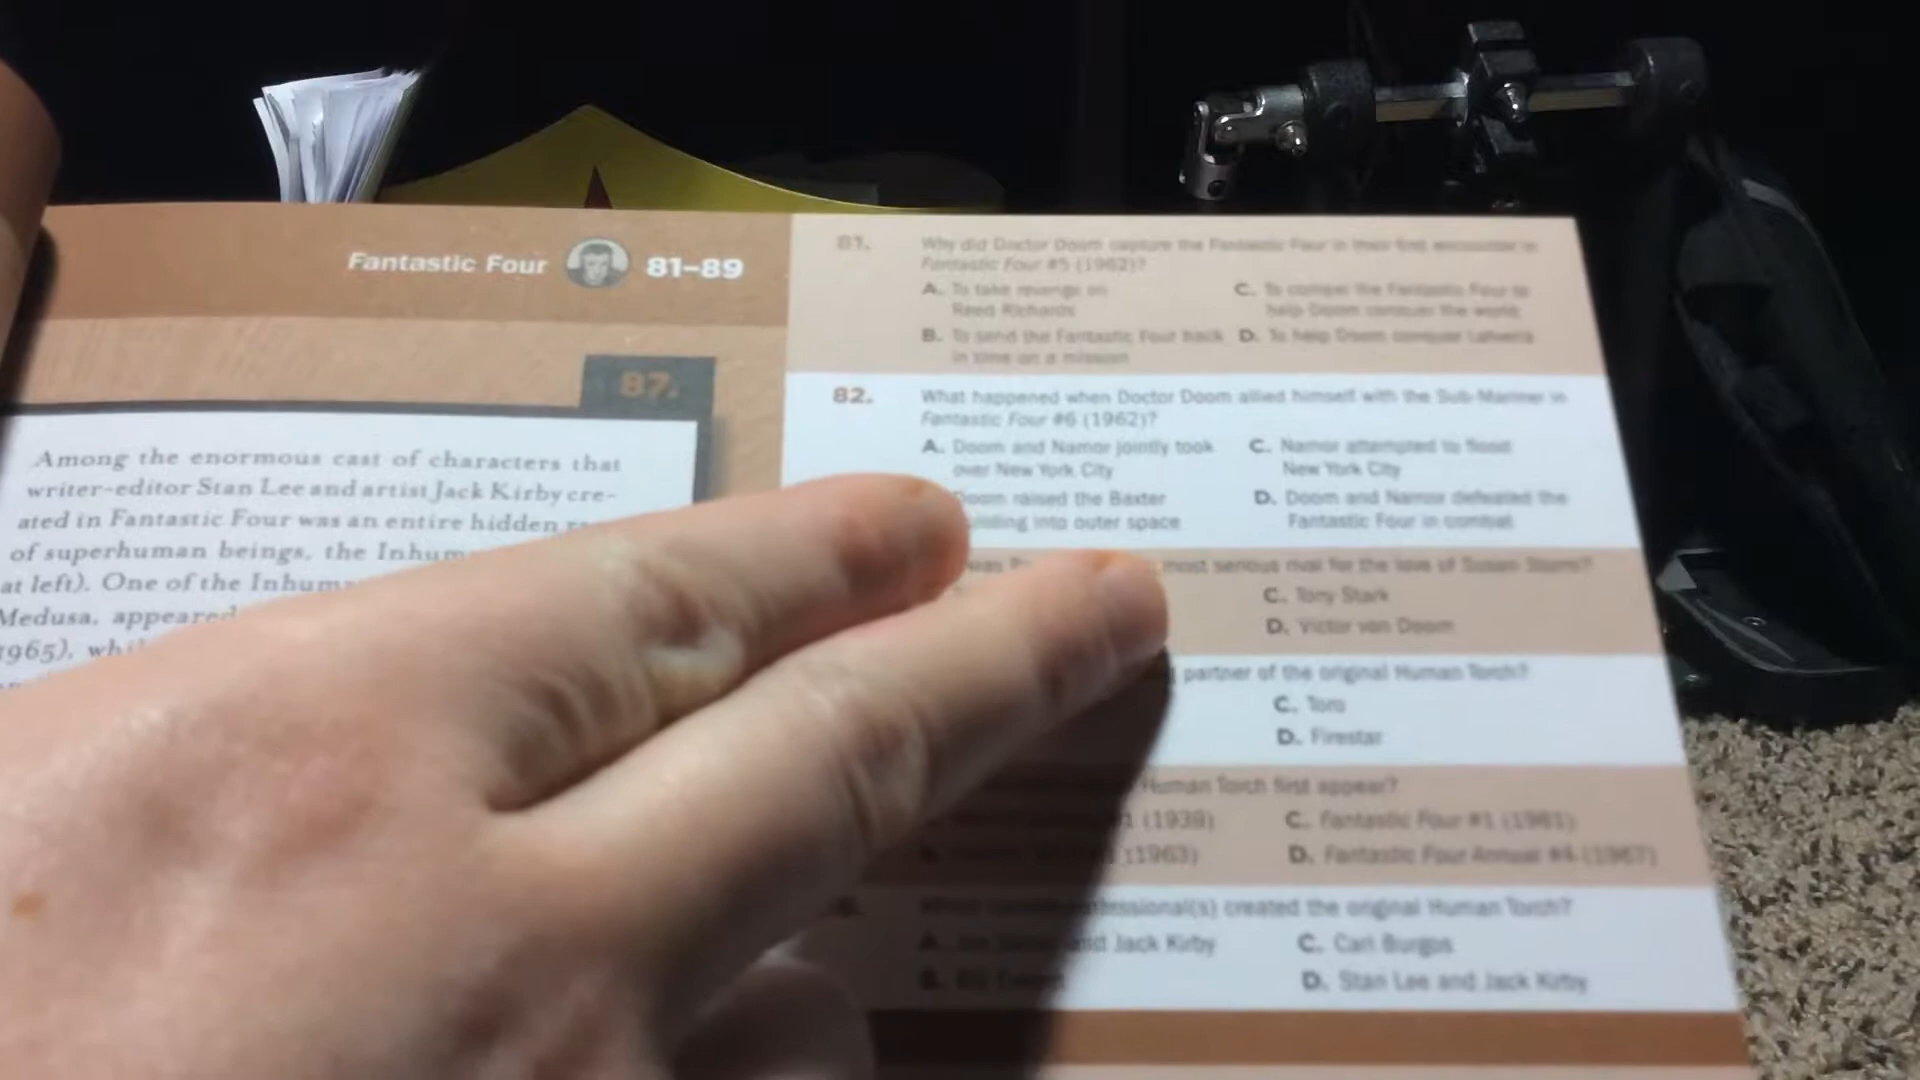 Fantastic Four 81–89
87.
Among the enormous cast of characters that
writer-editor Stan Lee and artist Jack Kirby cre-
ated in Fantastic Four was an entire hidden
of superhuman beings, the
at left). One of the
Medusa, appeared
1965),
81. Why did Doctor Doom capture the Fantastic Four in their first encounter in
Fantastic Four #5 (1962)?
A. To take revenge on
Reed Richards
B. To send the Fantastic Four back
in time on a mission
C. To compel the Fantastic Four to
help Doom conquer the world
D. To help Doom conquer Latveria
82. What happened when Doctor Doom allied himself with the Sub-Mariner in
Fantastic Four #6 (1962)?
A. Doom and Namor jointly took
over New York City
Doom raised the Baxter
into outer space
C. Namor attempted to flood
New York City
D. Doom and Namor defeated the
Fantastic Four in combat
most serious rival for the love of Susan Storm?
C. Tony Stark
D. Victor von Doom
partner of the original Human Torch?
C. Toro
D. Firestar
Human Torch first appear?
(1939)
(1963)
C. Fantastic Four #1 (1961)
D. Fantastic Four Annual #4 (1967)
created the original Human Torch?
A. and Jack Kirby
B.
C. Carl Burgos
D. Stan Lee and Jack Kirby